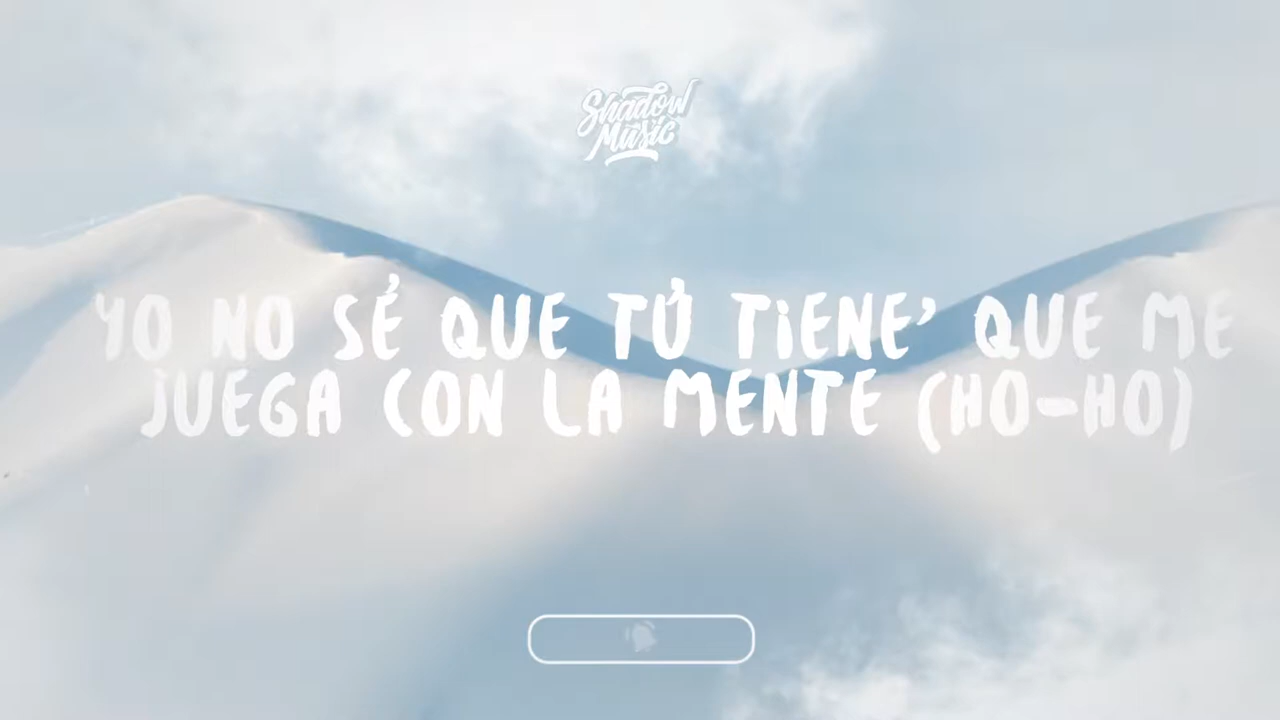 Shadow
Music
YO NO SÉ QUE TÚ TiENE' QUE ME
JUEGA CON LA MENTE (HO-HO)